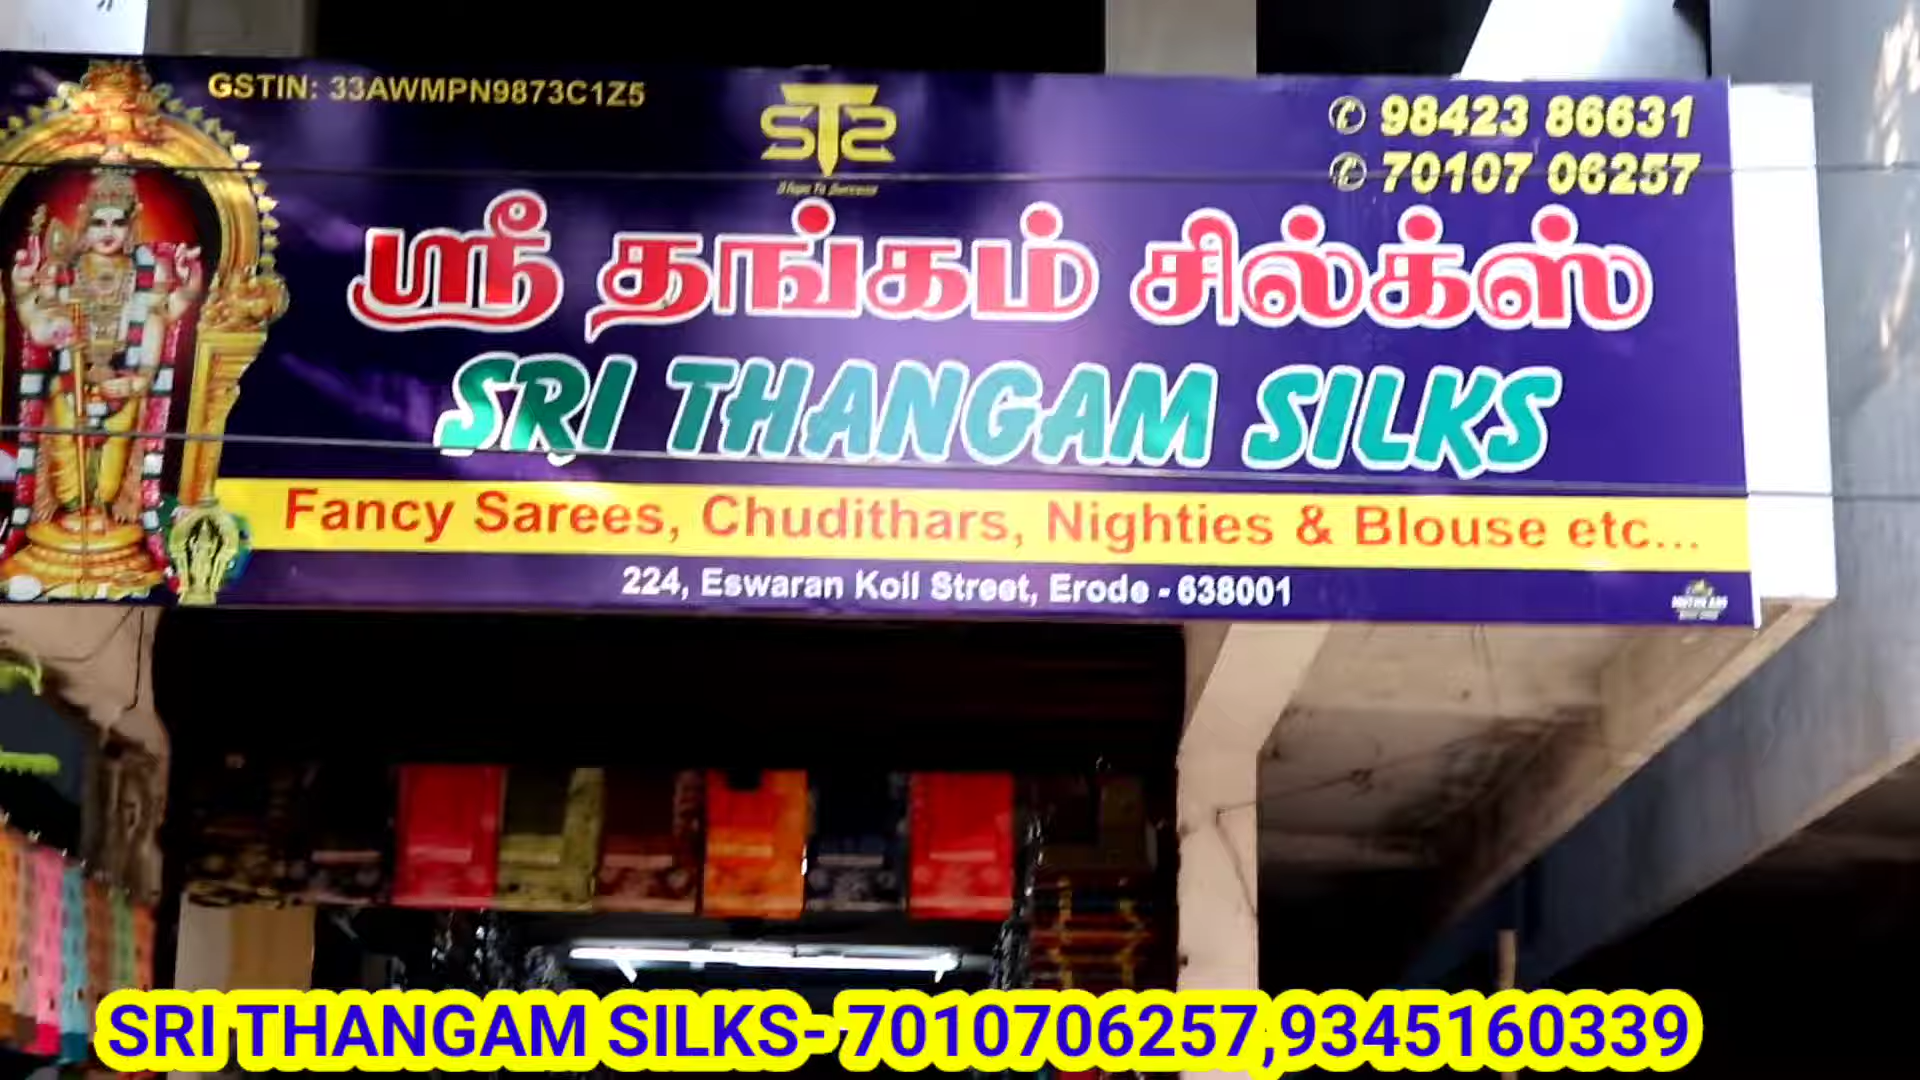 GSTIN: 33AWMPN9873C1Z5
STS
98423 86631
70107 06257
ஸ்ரீ தங்கம் சில்க்ஸ்
SRI THANGAM SILKS
Fancy Sarees, Chudithars, Nighties & Blouse etc...
224, Eswaran Koil Street, Erode - 638001
SRI THANGAM SILKS- 7010706257,9345160339